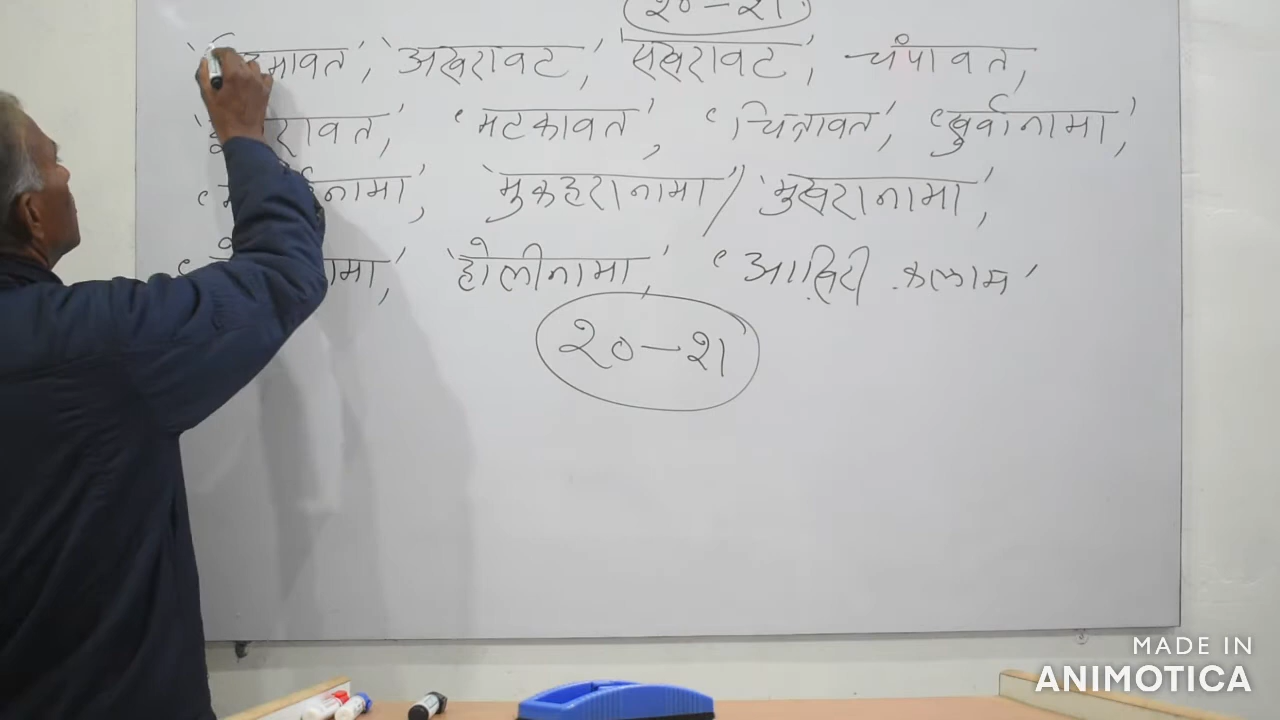 २०-२१
'अखरावट', 'सखरावट', चंपावत,
'मटकावत', 'चित्रावत', 'खुर्वानामा',
'मुकहरानामा'/ 'मुखरानामा',
'होलीनामा', 'आख़िरी कलाम'
२०-२१
MADE IN
ANIMOTICA